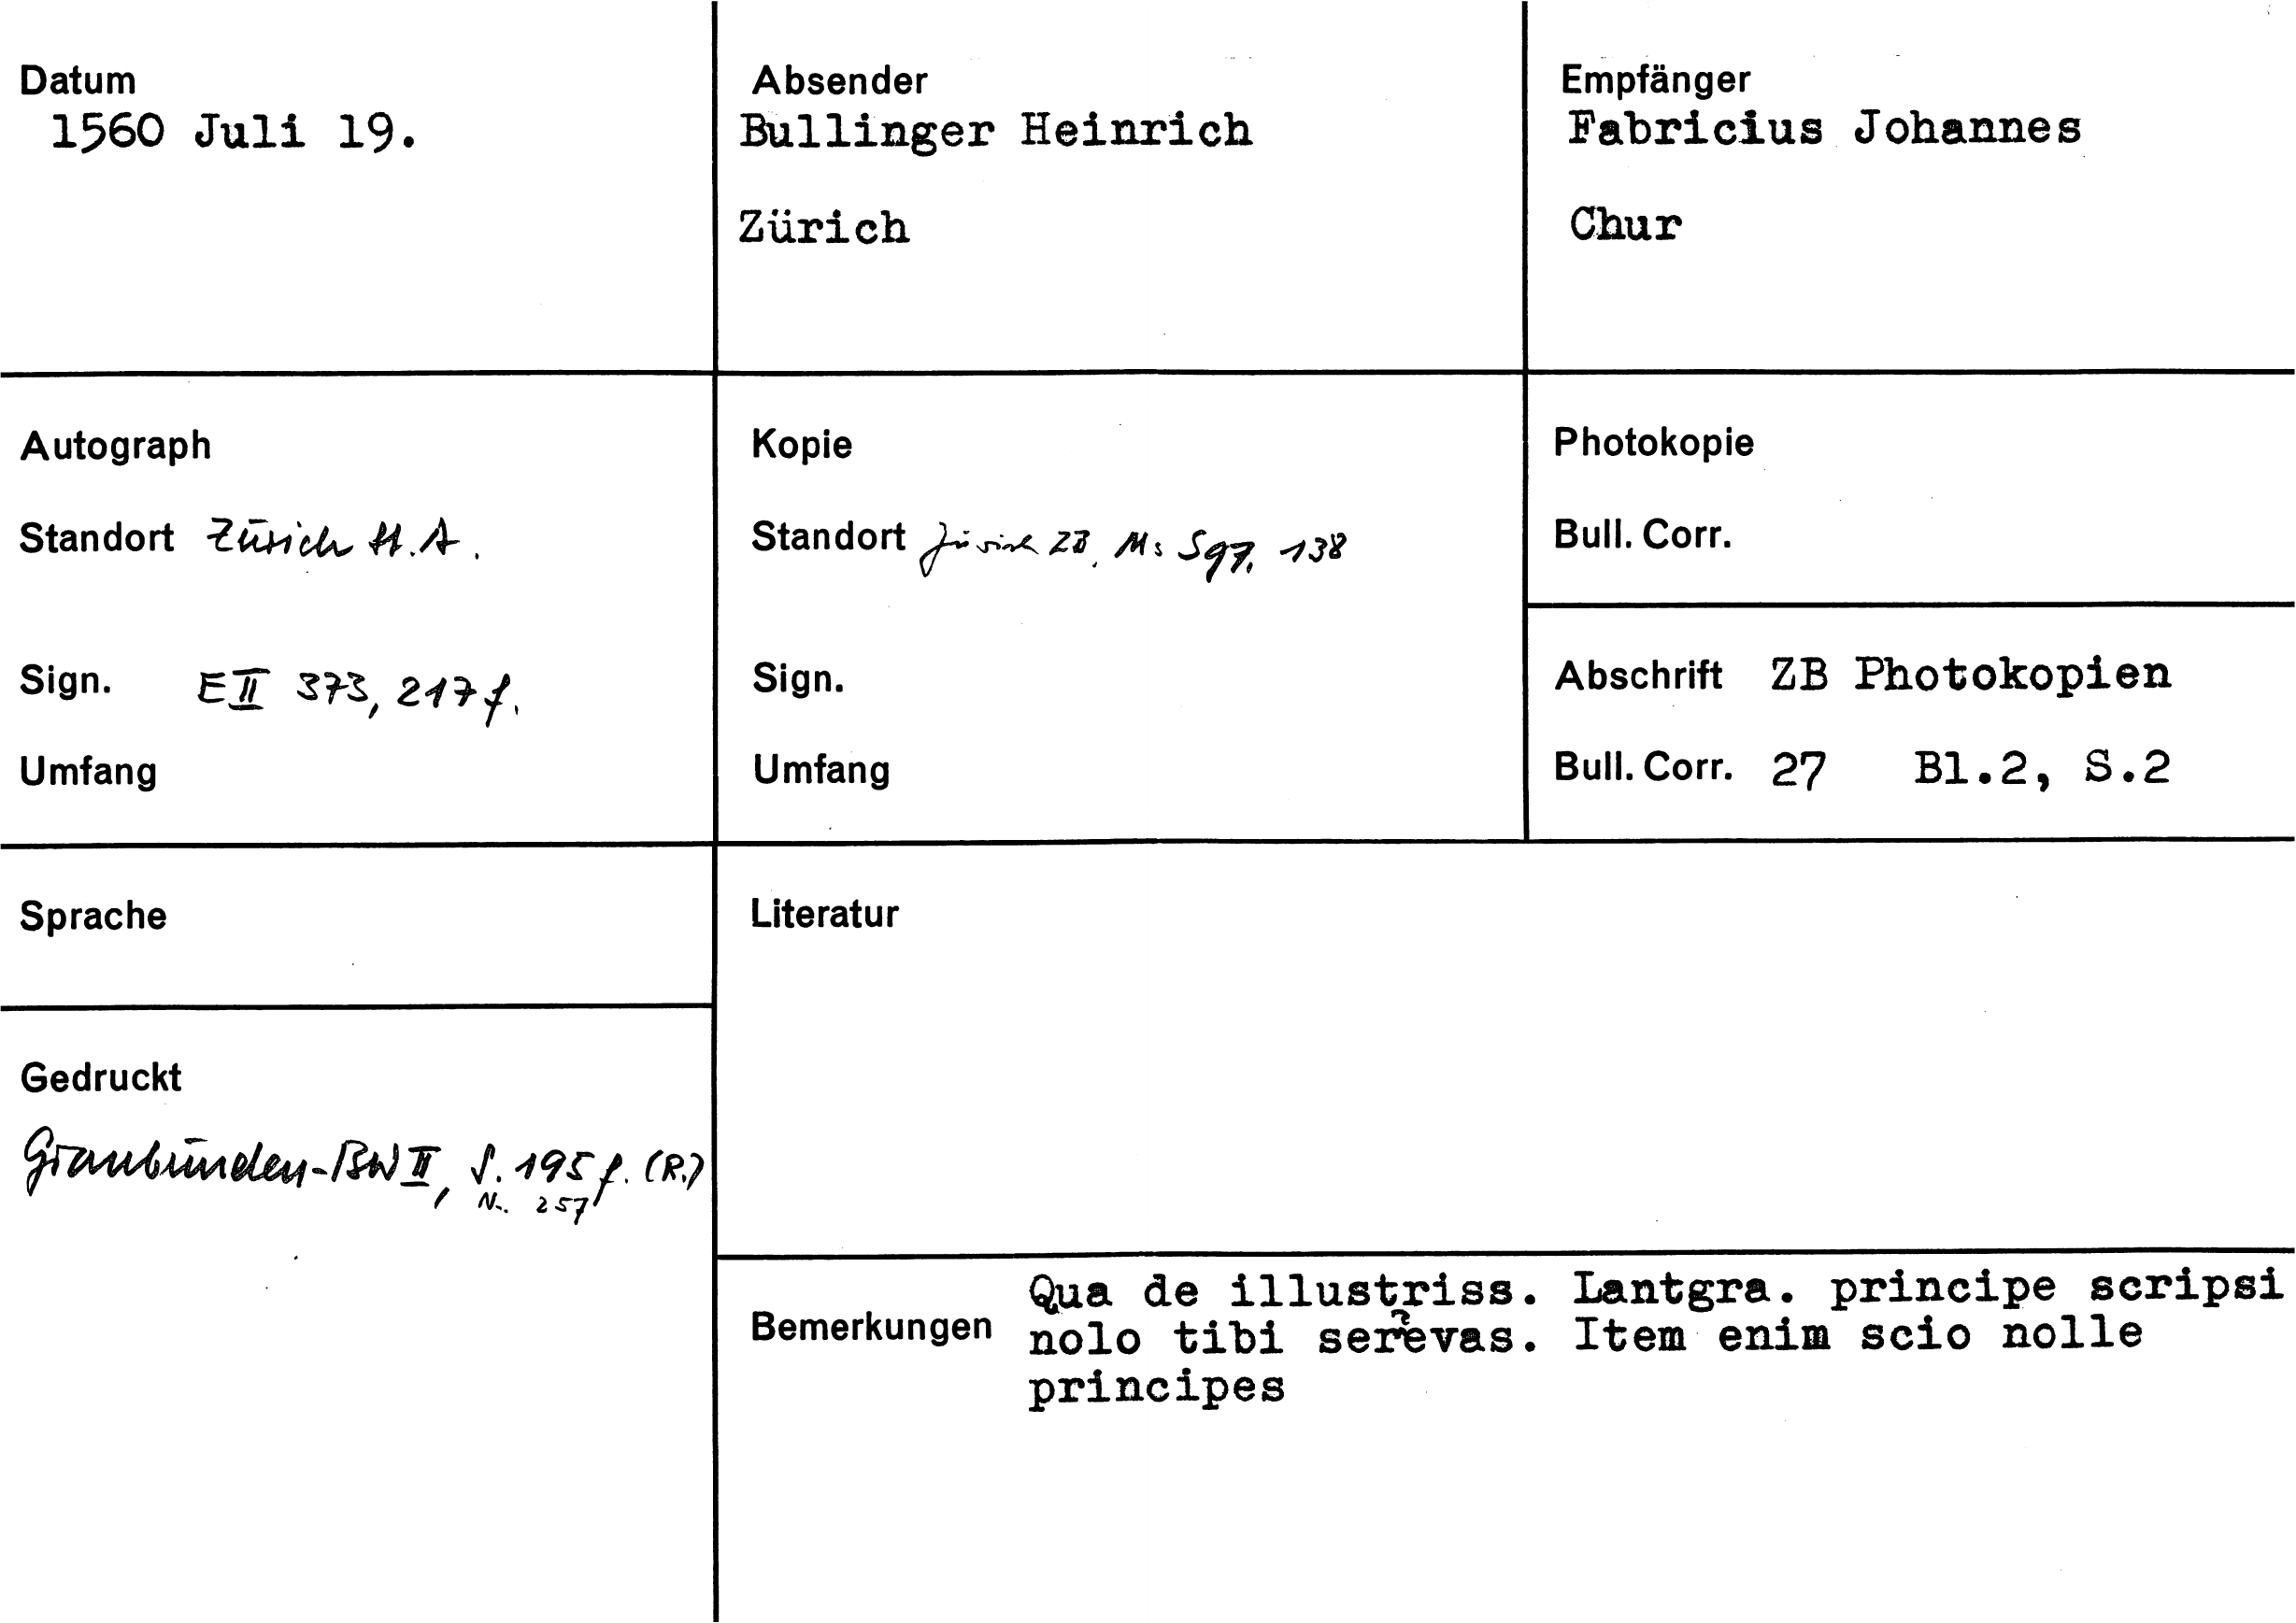 Datum
1560 Juli 19.
Absender
Bullinger Heinrich
Zürich
Empfänger
Fabricius Johannes
Chur
Autograph
Standort Zürich St.A.
Sign. E II 373, 217 f.
Umfang
Kopie
Standort Zürich ZB, Ms S 97, 138
Sign.
Umfang
Photokopie
Bull. Corr.
Abschrift ZB Photokopien
Bull. Corr. 27 Bl.2, S.2
Sprache
Gedruckt
Graubünden-BW II, S. 195 f. (R.)
Nr. 257
Literatur
Bemerkungen
Qua de illustriss. Lantgra. principe scripsi
nolo tibi serevas. Item enim scio nolle
principes